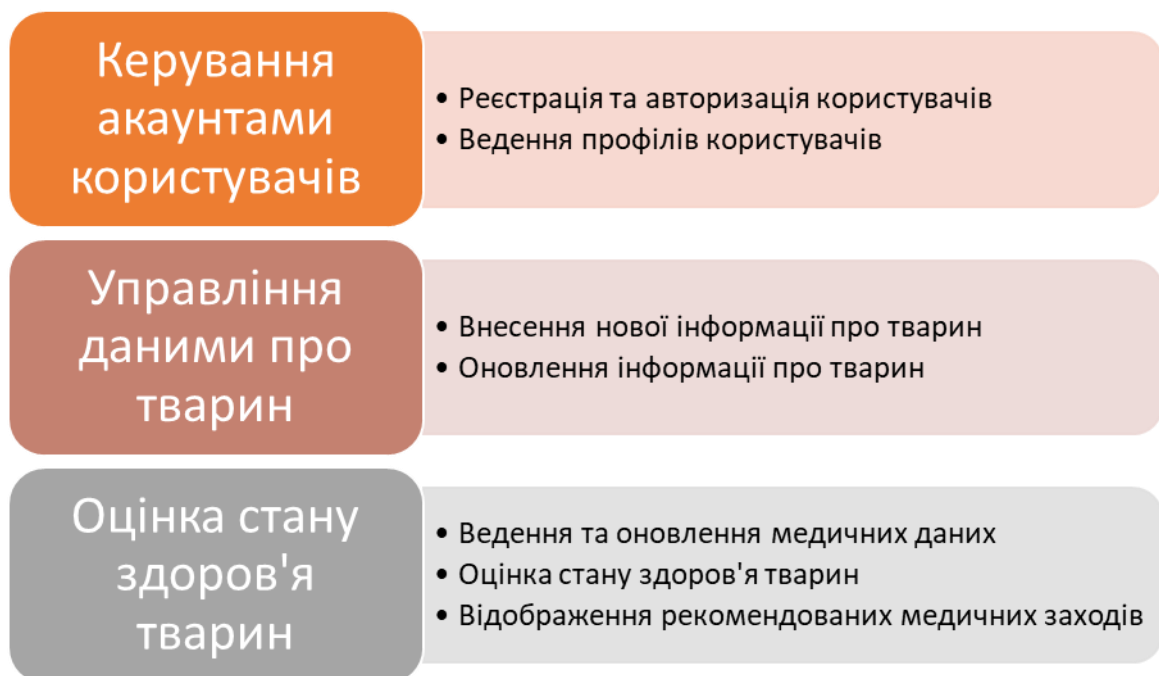 Керування
акаунтами
користувачів
• Реєстрація та авторизація користувачів
• Ведення профілів користувачів
Управління
даними про
тварин
• Внесення нової інформації про тварин
• Оновлення інформації про тварин
Оцінка стану
здоров'я
тварин
• Ведення та оновлення медичних даних
• Оцінка стану здоров'я тварин
• Відображення рекомендованих медичних заходів